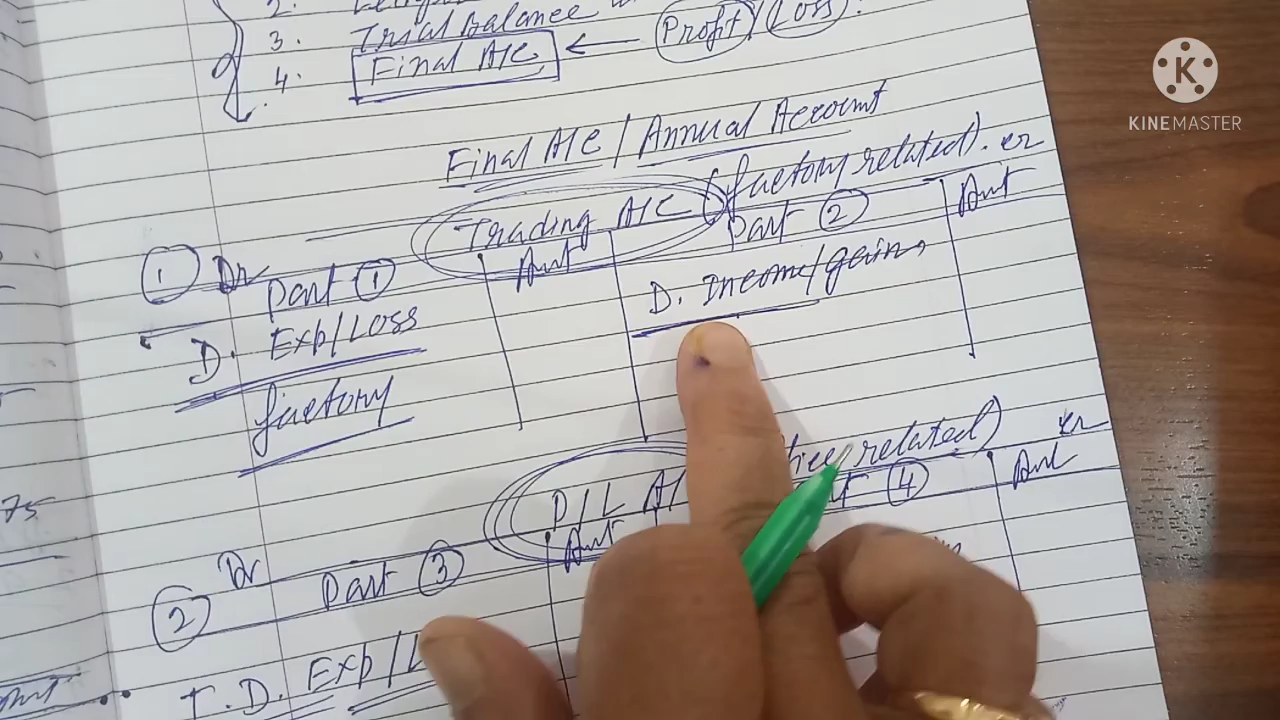 2.
3. Trial Balance
4. Final A/C ← Profit/Loss
KINEMASTER
Final A/C / Annual Account
Trading A/C (factory related). cr
① Dr Part ① Amt Part ② Amt
D. Exp/Loss D. Income/gain,
factory
P/L related) cr
② Dr Part ③ Amt ④ Amt
I. D. Exp/L
75